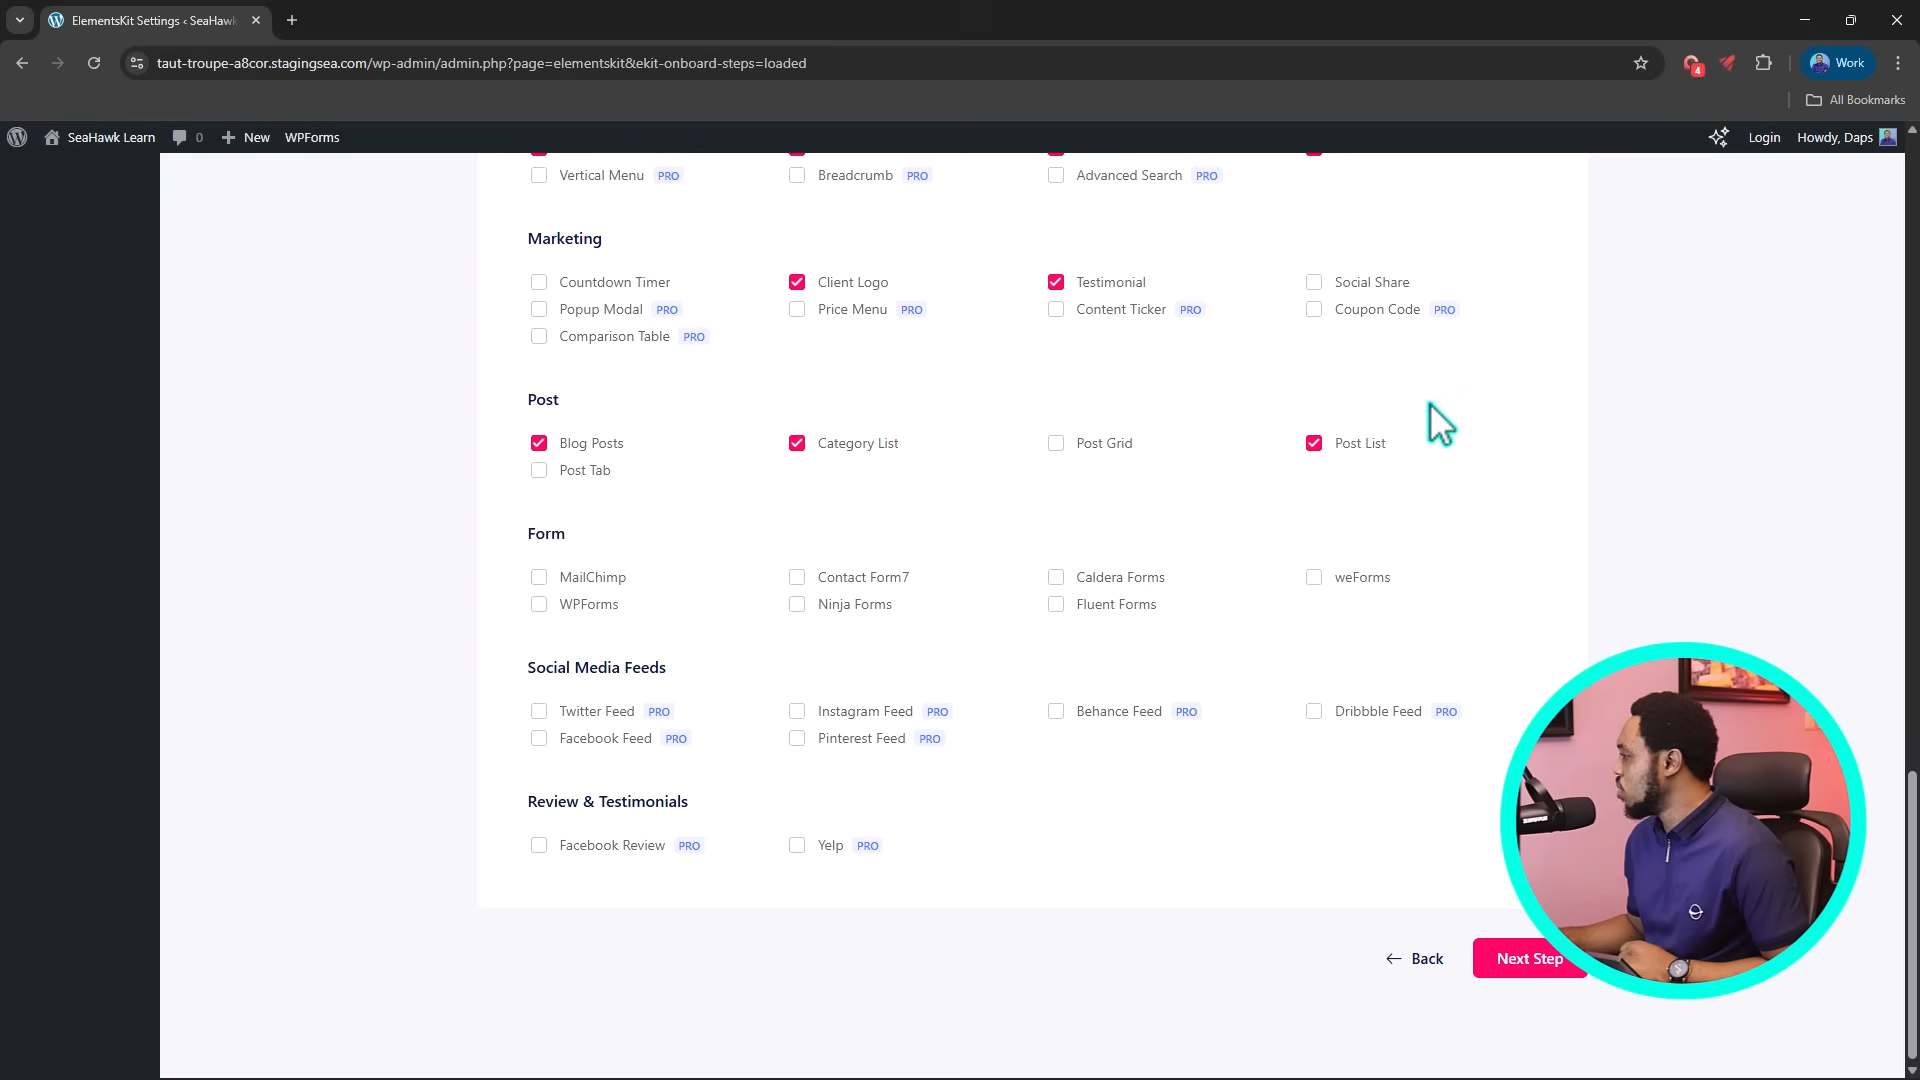 ElementsKit Settings ‹ SeaHawk
taut-troupe-a8cor.stagingsea.com/wp-admin/admin.php?page=elementskit&ekit-onboard-steps=loaded
4
Work
All Bookmarks
SeaHawk Learn 0 New WPForms Login Howdy, Daps
Vertical Menu PRO Breadcrumb PRO Advanced Search PRO
Marketing
Countdown Timer Client Logo Testimonial Social Share
Popup Modal PRO Price Menu PRO Content Ticker PRO Coupon Code PRO
Comparison Table PRO
Post
Blog Posts Category List Post Grid Post List
Post Tab
Form
MailChimp Contact Form7 Caldera Forms weForms
WPForms Ninja Forms Fluent Forms
Social Media Feeds
Twitter Feed PRO Instagram Feed PRO Behance Feed PRO Dribbble Feed PRO
Facebook Feed PRO Pinterest Feed PRO
Review & Testimonials
Facebook Review PRO Yelp PRO
Back Next Step